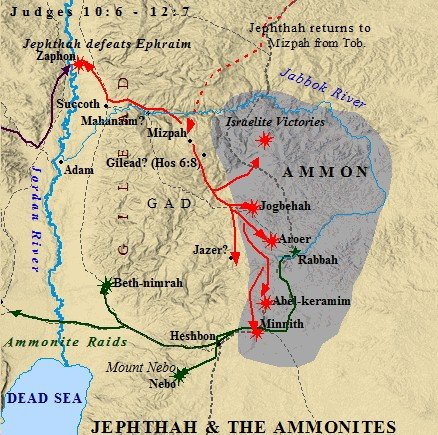 Judges 10:6 - 12:7
Jephthah returns to
Mizpah from Tob.
Jephthah defeats Ephraim
Zaphon
Jabbok River
Succoth
Mahanaim?
Israelite Victories
Mizpah
Gilead? (Hos 6:8)
Adam
AMMON
GILEAD
GAD
Jogbehah
Jordan River
Aroer
Jazer?
Rabbah
Beth-nimrah
Abel-keramim
Minnith
Ammonite Raids
Heshbon
Mount Nebo
Nebo
DEAD SEA
JEPHTHAH & THE AMMONITES